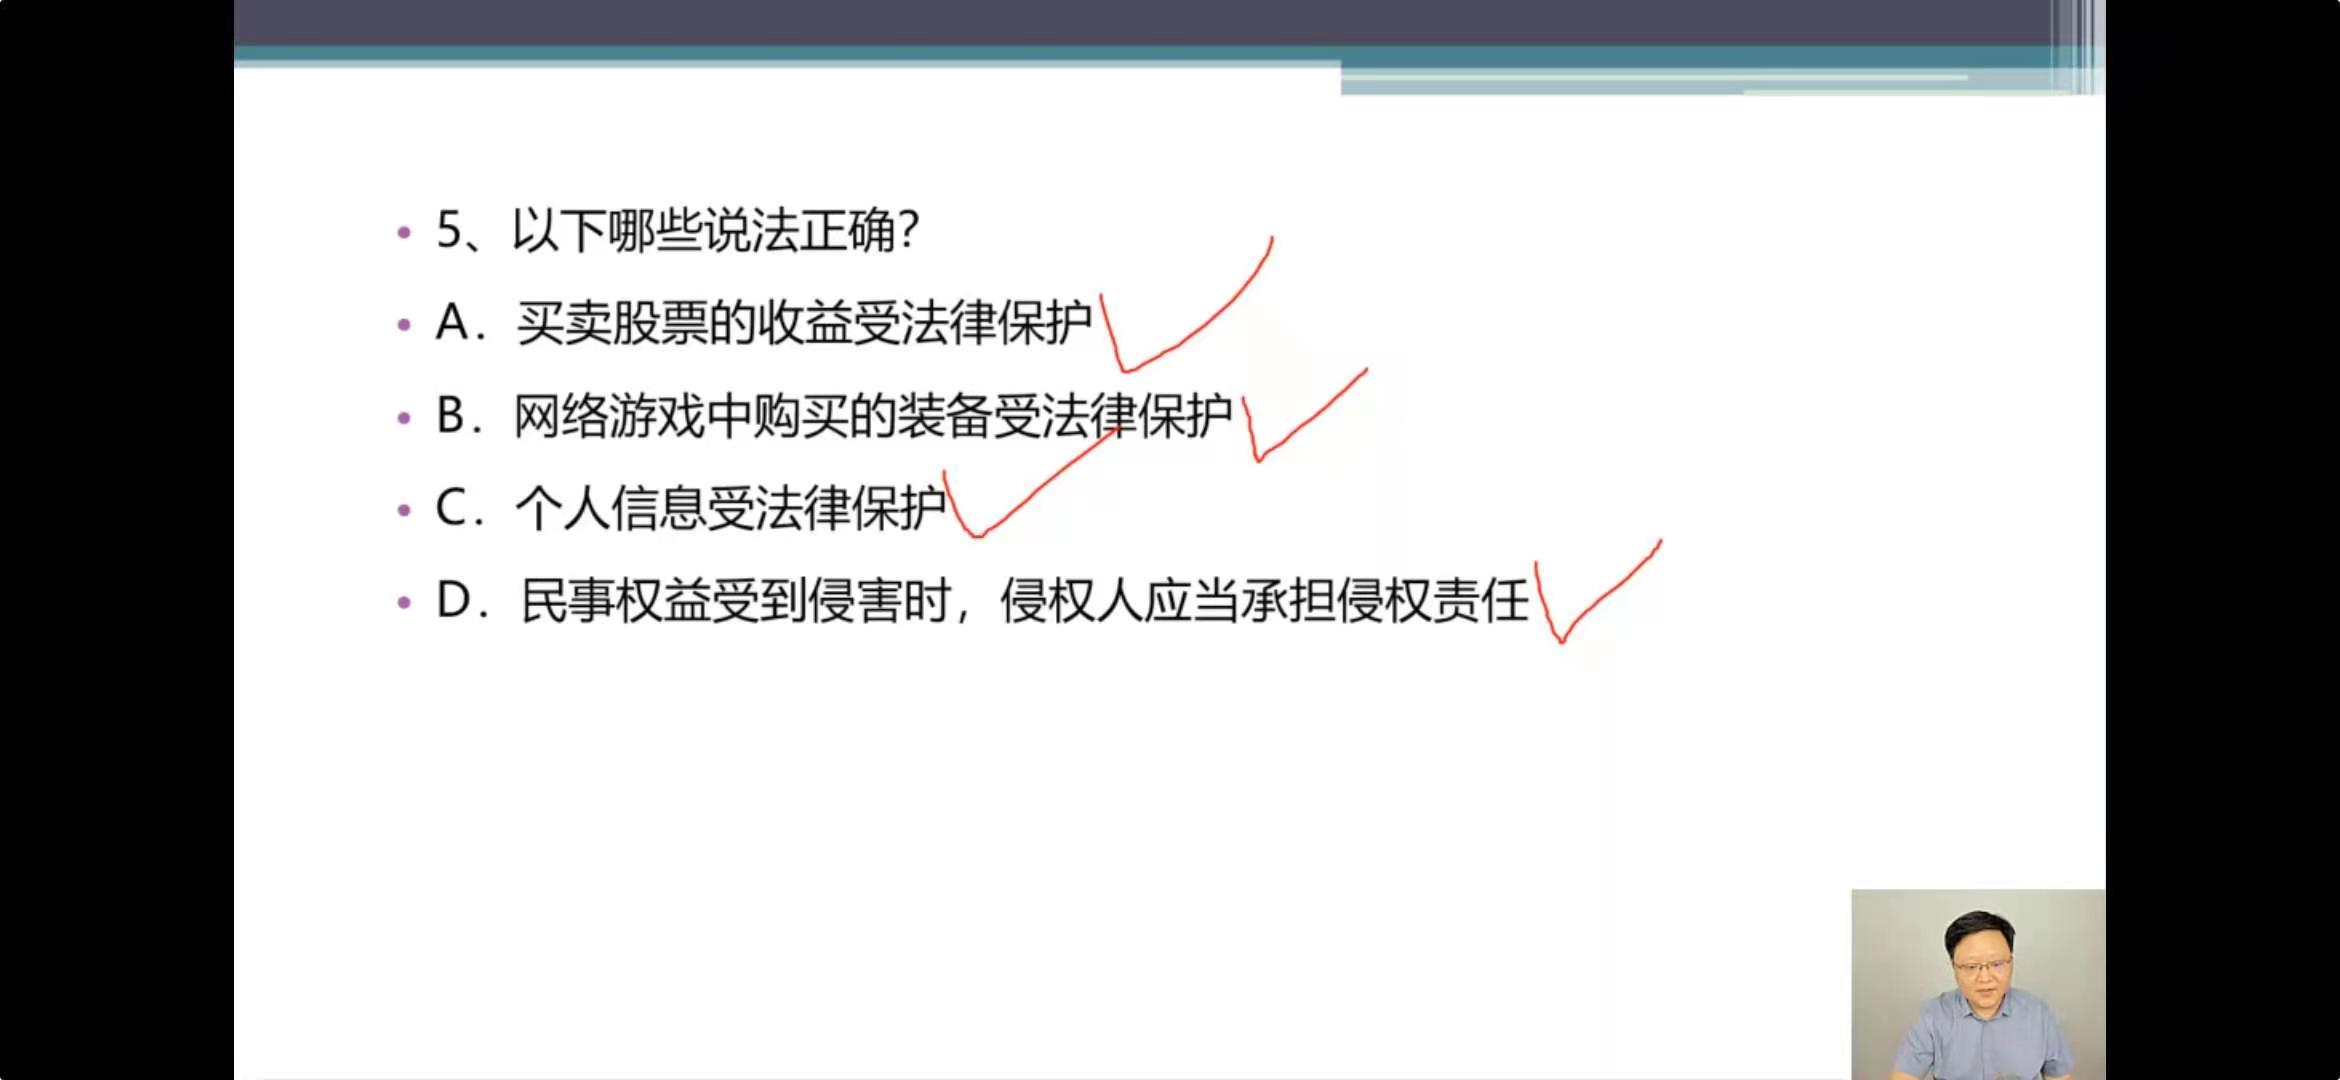 5、以下哪些说法正确？
A．买卖股票的收益受法律保护
B．网络游戏中购买的装备受法律保护
C．个人信息受法律保护
D．民事权益受到侵害时，侵权人应当承担侵权责任